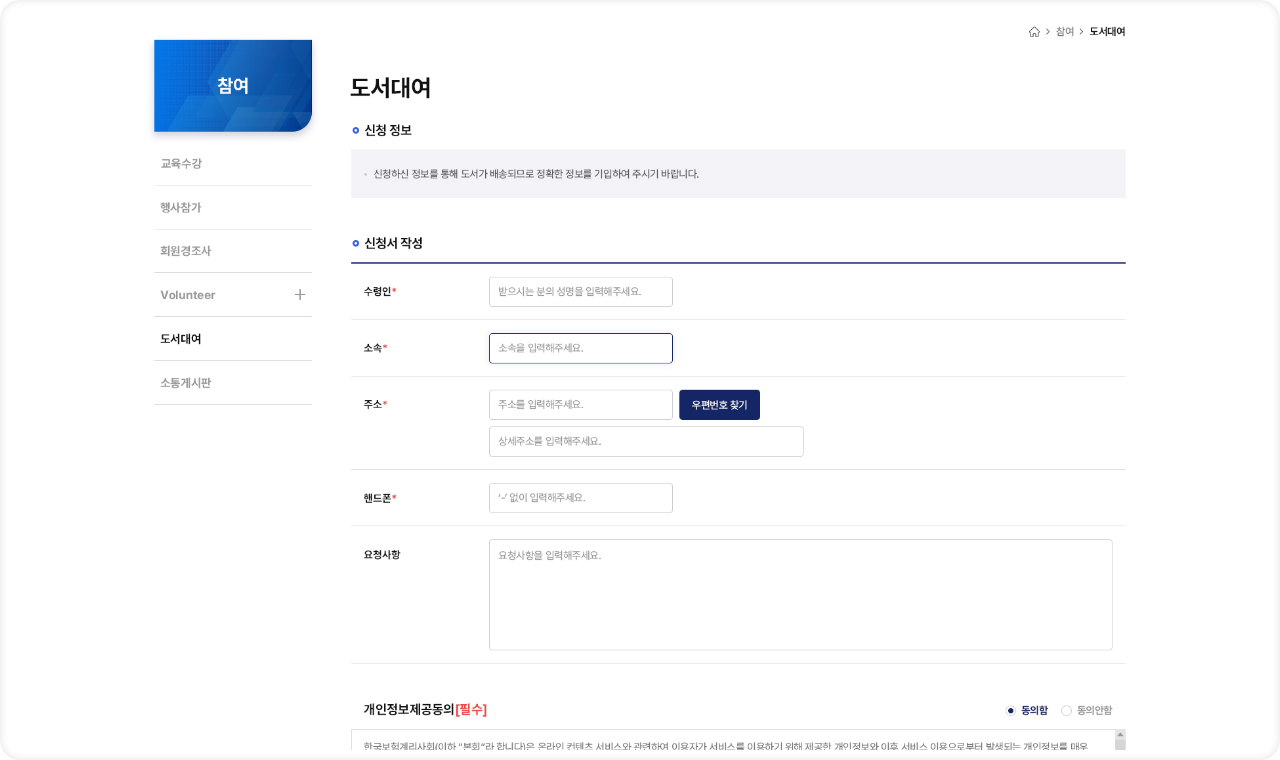 참여
도서대여
참여
교육수강
행사참가
회원경조사
Volunteer
도서대여
소통게시판
도서대여
신청 정보
신청하신 정보를 통해 도서가 배송되므로 정확한 정보를 기입하여 주시기 바랍니다.
신청서 작성
수령인*
받으시는 분의 성명을 입력해주세요.
소속*
소속을 입력해주세요.
주소*
주소를 입력해주세요.
우편번호 찾기
상세주소를 입력해주세요.
핸드폰*
'-' 없이 입력해주세요.
요청사항
요청사항을 입력해주세요.
개인정보제공동의[필수]
동의함
동의안함
한국보험계리사회(이하 "본회"라 합니다)은 온라인 컨텐츠 서비스와 관련하여 이용자가 서비스를 이용하기 위해 제공한 개인정보와 이후 서비스 이용으로부터 발생되는 개인정보를 매우